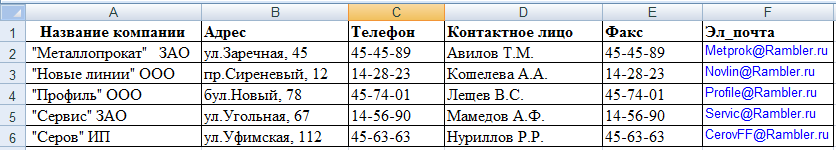 A B C D E F
1 Название компании Адрес Телефон Контактное лицо Факс Эл_почта
2 "Металлопрокат" ЗАО ул.Заречная, 45 45-45-89 Авилов Т.М. 45-45-89 Metprok@Rambler.ru
3 "Новые линии" ООО пр.Сиреневый, 12 14-28-23 Кошелева А.А. 14-28-23 Novlin@Rambler.ru
4 "Профиль" ООО бул.Новый, 78 45-74-01 Лещев В.С. 45-74-01 Profile@Rambler.ru
5 "Сервис" ЗАО ул.Угольная, 67 14-56-90 Мамедов А.Ф. 14-56-90 Servic@Rambler.ru
6 "Серов" ИП ул.Уфимская, 112 45-63-63 Нуриллов Р.Р. 45-63-63 CerovFF@Rambler.ru